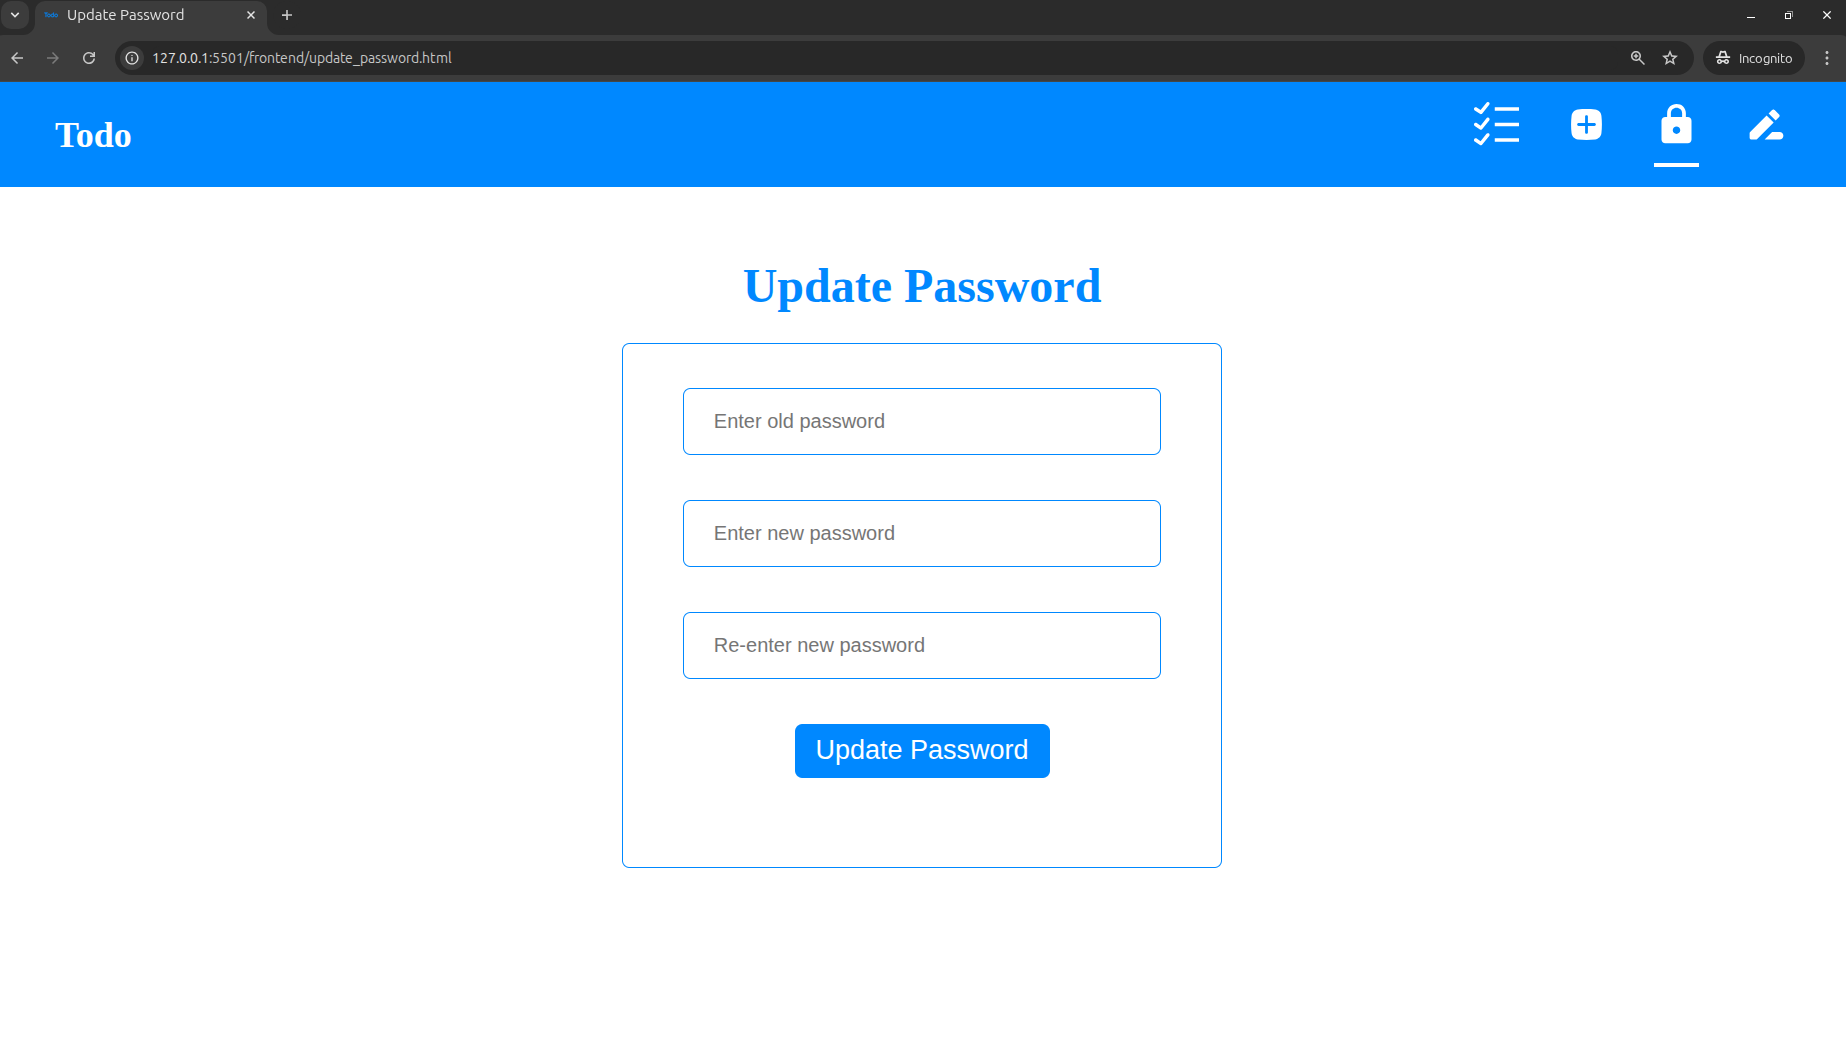 Todo Update Password
127.0.0.1:5501/frontend/update_password.html
Incognito
Todo
Update Password
Enter old password
Enter new password
Re-enter new password
Update Password